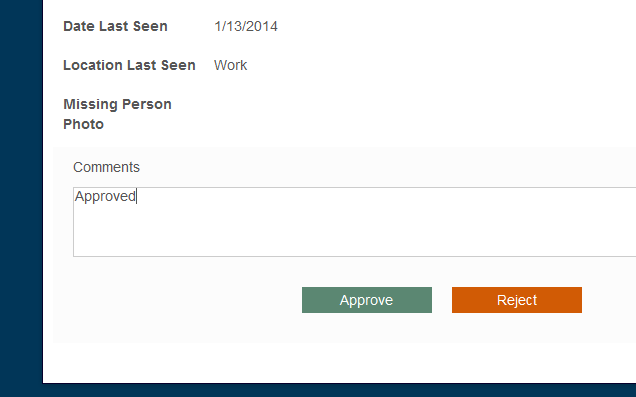 Date Last Seen 1/13/2014
Location Last Seen Work
Missing Person
Photo
Comments
Approved
Approve Reject